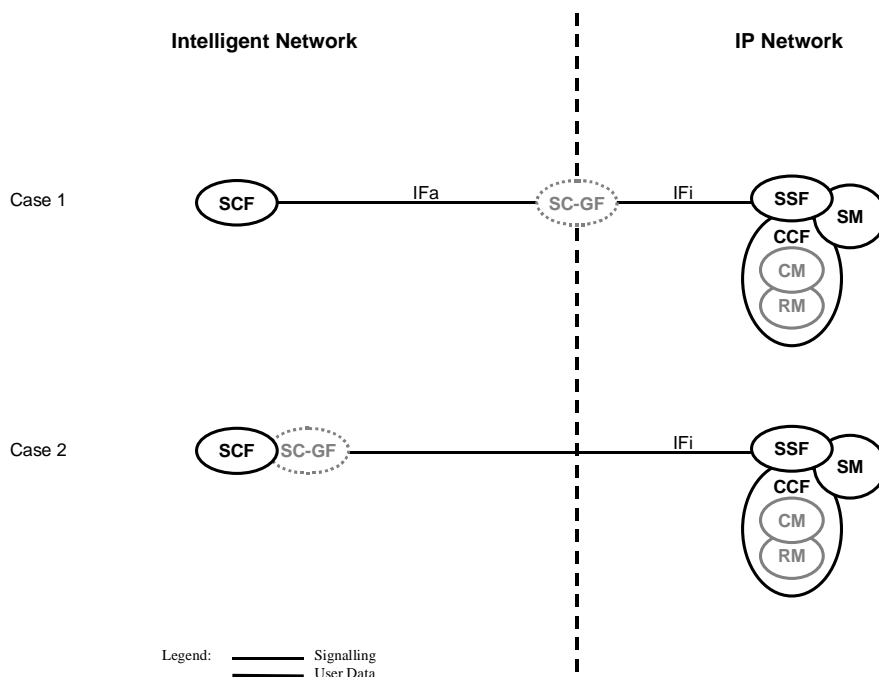 Intelligent Network IP Network
Case 1 SCF IFa SC-GF IFi SSF SM
CCF
CM
RM
Case 2 SCF SC-GF IFi SSF SM
CCF
CM
RM
Legend: Signalling
User Data